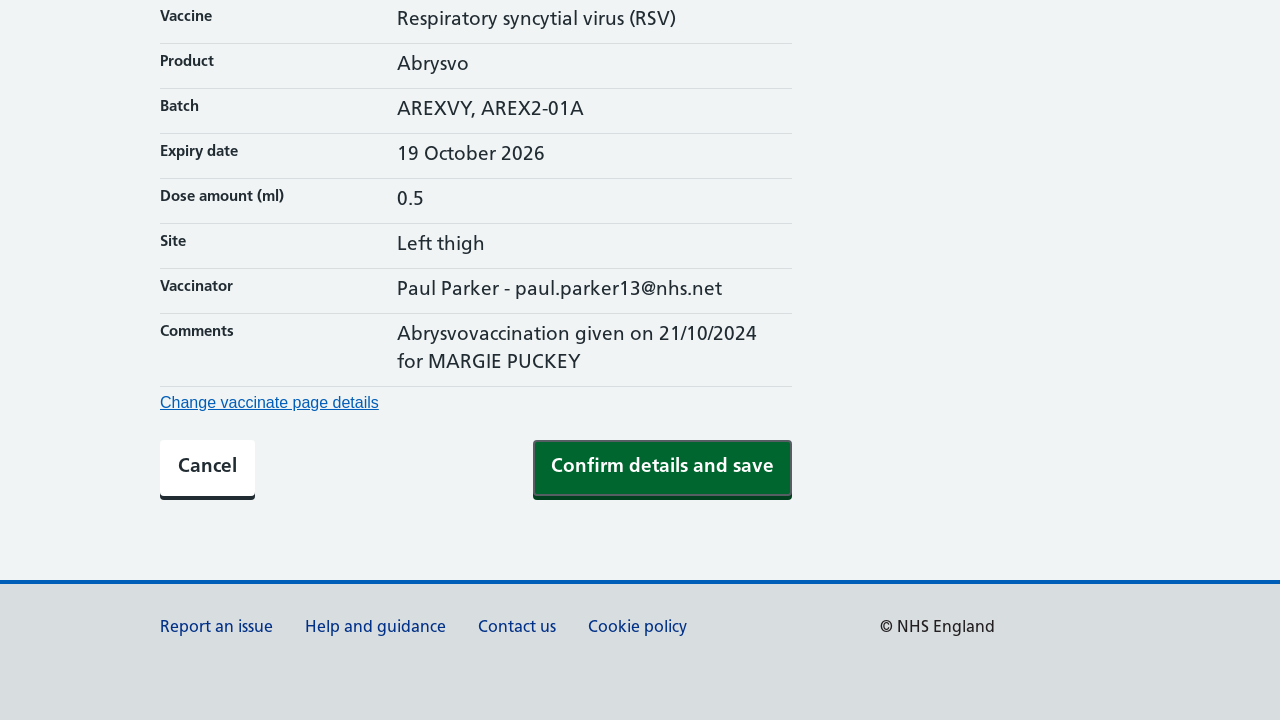 Vaccine Respiratory syncytial virus (RSV)
Product Abrysvo
Batch AREXVY, AREX2-01A
Expiry date 19 October 2026
Dose amount (ml) 0.5
Site Left thigh
Vaccinator Paul Parker - paul.parker13@nhs.net
Comments Abrysvovaccination given on 21/10/2024
for MARGIE PUCKEY
Change vaccinate page details
Cancel Confirm details and save
Report an issue Help and guidance Contact us Cookie policy © NHS England